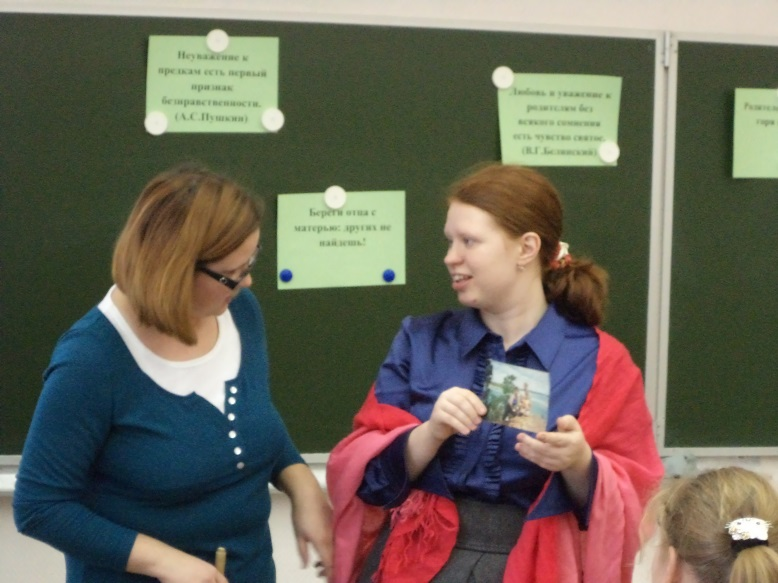 Неуважение к
предкам есть первый
признак
безнравственности.
(А.С.Пушкин)
Береги отца с
матерью: других не
найдешь!
Любовь и уважение к
родителям без
всякого сомнения
есть чувство святое.
(В.Г.Белинский)